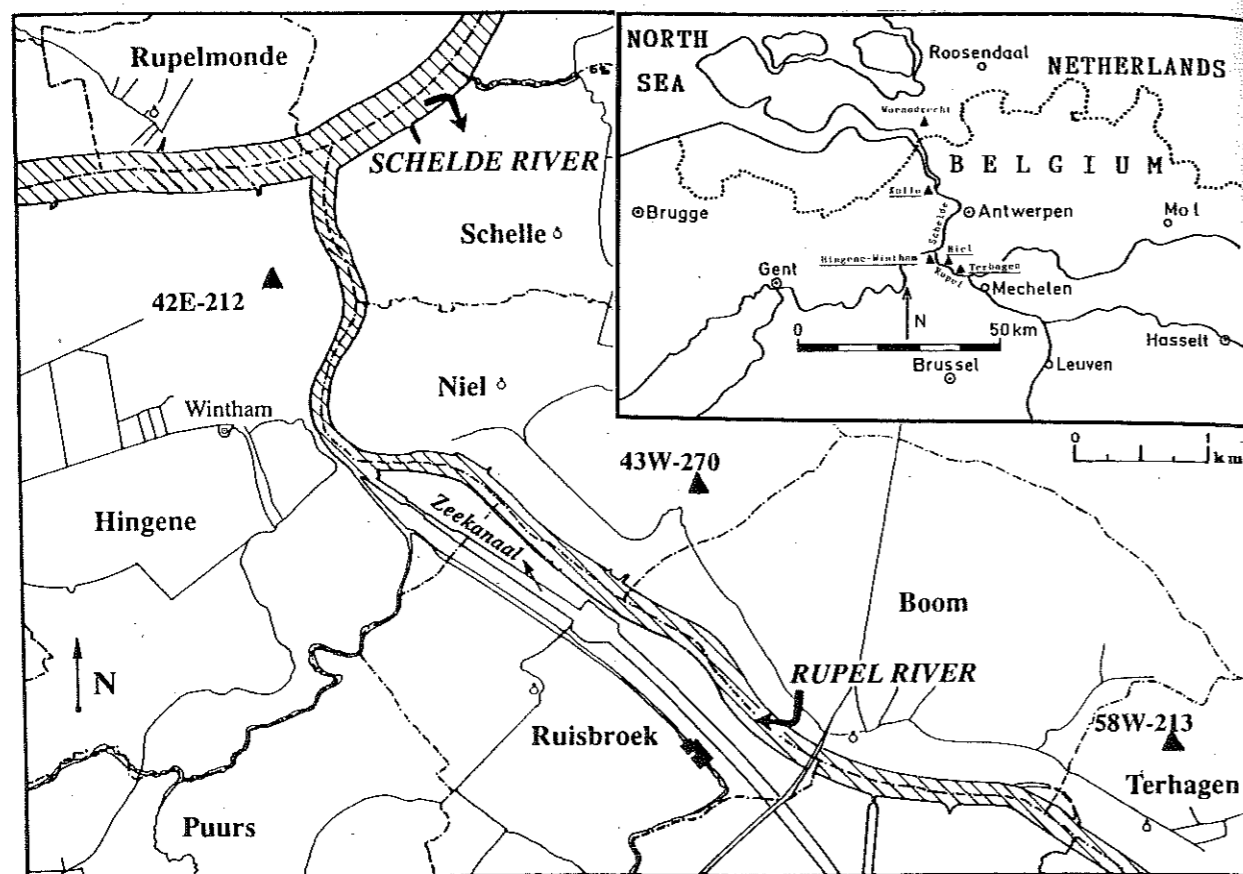 Rupelmonde
SCHELDE RIVER
Schelle
42E-212
Niel
Wintham
43W-270
Hingene
Zeekanaal
Boom
N
RUPEL RIVER
Ruisbroek
58W-213
Terhagen
Puurs
0 1
km
NORTH
SEA
Roosendaal
NETHERLANDS
Woensdrecht
BELGIUM
Kallo
Brugge
Antwerpen
Mol
Schelde
Hingene-Wintham
Niel
Terhagen
Rupel
Gent
Mechelen
N
0 50 km
Hasselt
Brussel
Leuven